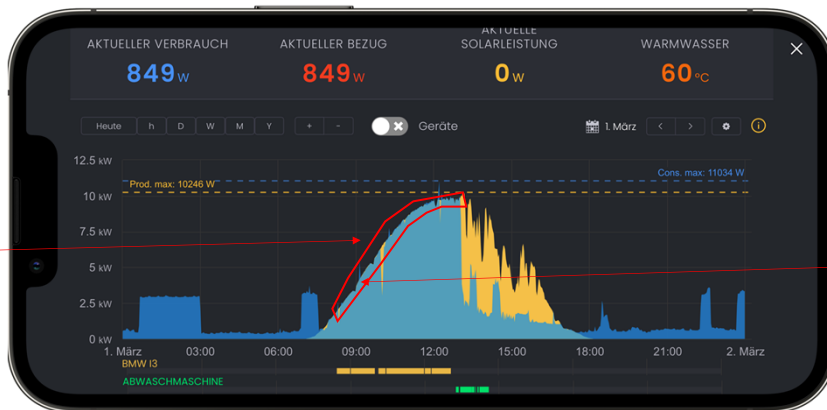 AKTUELLER VERBRAUCH
849 W
AKTUELLER BEZUG
849 W
AKTUELLE
SOLARLEISTUNG
0 W
WARMWASSER
60 °C
Heute h D W M Y + - Geräte 1. März < > i
12.5 kW
10 kW
7.5 kW
5 kW
2.5 kW
0 kW
Prod. max: 10246 W
Cons. max: 11034 W
1. März 03:00 06:00 09:00 12:00 15:00 18:00 21:00 2. März
BMW I3
ABWASCHMASCHINE